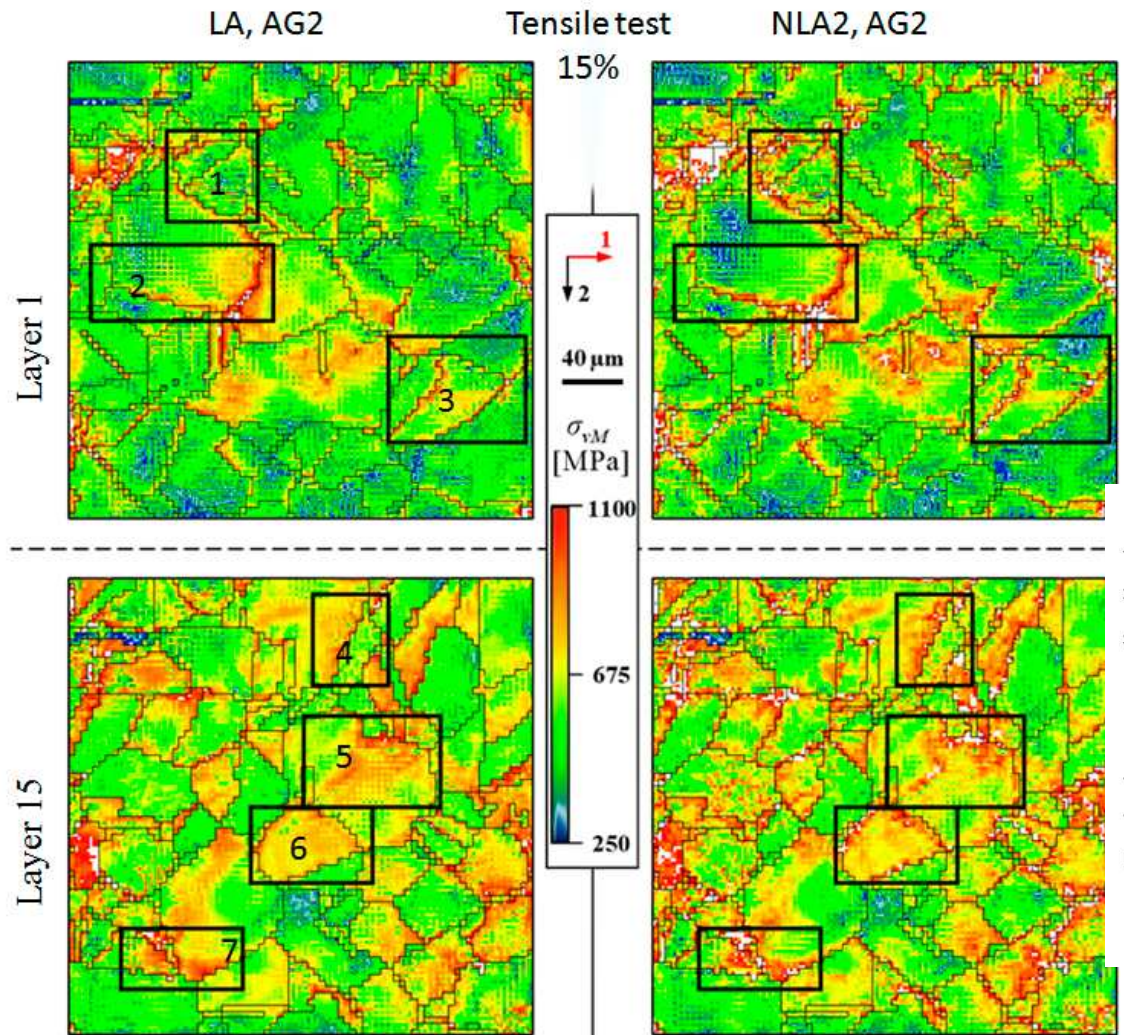 LA, AG2
Tensile test
15%
NLA2, AG2
Layer 1
1
2
3
1
2
40 µm
σvM
[MPa]
1100
675
250
Layer 15
4
5
6
7